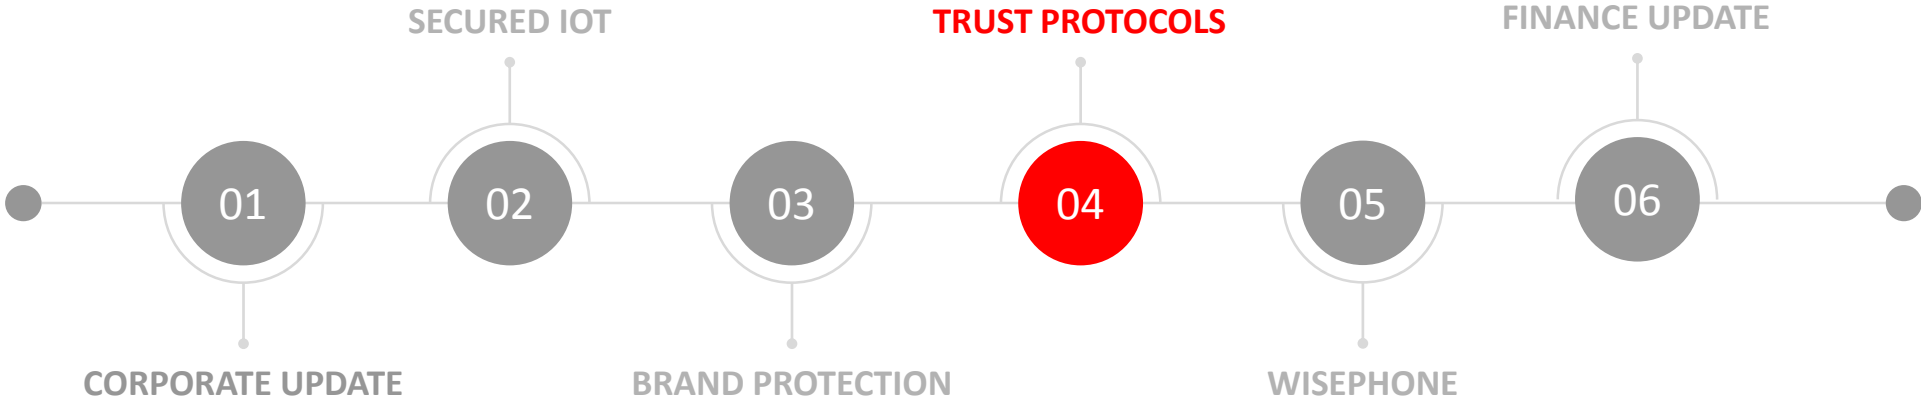 SECURED IOT
TRUST PROTOCOLS
FINANCE UPDATE
01
02
03
04
05
06
CORPORATE UPDATE
BRAND PROTECTION
WISEPHONE